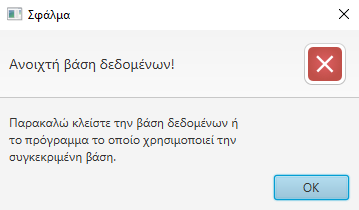 Σφάλμα
Ανοιχτή βάση δεδομένων!
Παρακαλώ κλείστε την βάση δεδομένων ή
το πρόγραμμα το οποίο χρησιμοποιεί την
συγκεκριμένη βάση.
OK